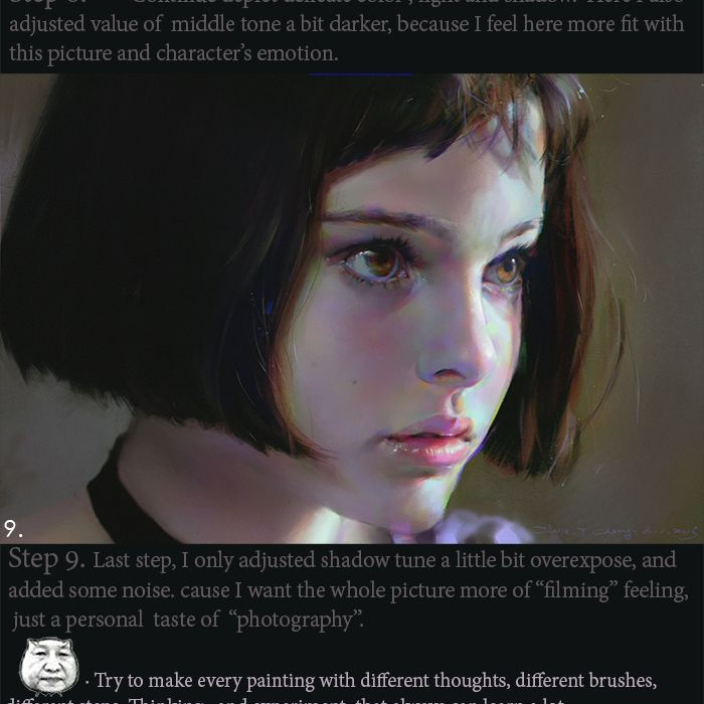 adjusted value of middle tone a bit darker, because I feel here more fit with
this picture and character's emotion.
9.
Step 9. Last step, I only adjusted shadow tune a little bit overexpose, and
added some noise. cause I want the whole picture more of “filming” feeling,
just a personal taste of “photography”.
· Try to make every painting with different thoughts, different brushes,